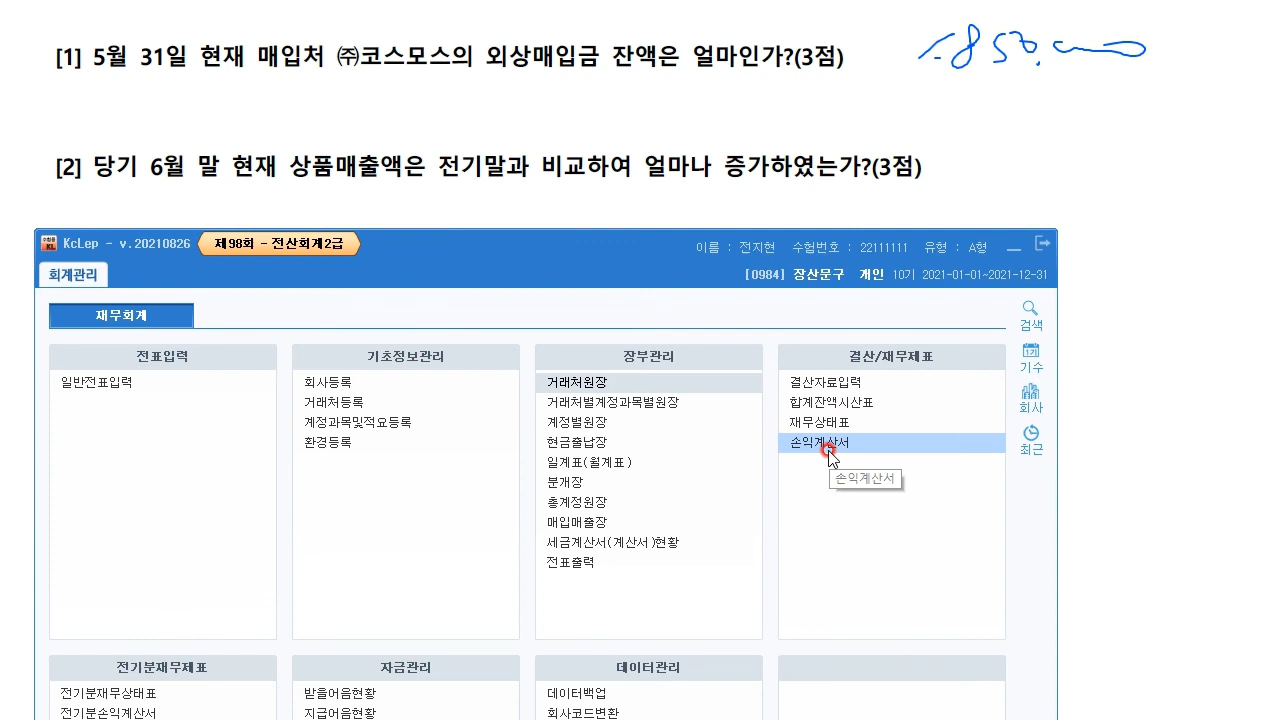 [1] 5월 31일 현재 매입처 ㈜코스모스의 외상매입금 잔액은 얼마인가?(3점)
[2] 당기 6월 말 현재 상품매출액은 전기말과 비교하여 얼마나 증가하였는가?(3점)
KcLep - v.20210826 제98회 - 전산회계2급
이름 : 전지현 수험번호 : 22111111 유형 : A형
회계관리
[0984] 장산문구 개인 10기 2021-01-01~2021-12-31
재무회계
전표입력
일반전표입력
기초정보관리
회사등록
거래처등록
계정과목및적요등록
환경등록
장부관리
거래처원장
거래처별계정과목별원장
계정별원장
현금출납장
일계표(월계표)
분개장
총계정원장
매입매출장
세금계산서(계산서)현황
전표출력
결산/재무제표
결산자료입력
합계잔액시산표
재무상태표
손익계산서
손익계산서
검색
기수
회사
최근
전기분재무제표
전기분재무상태표
전기분손익계산서
자금관리
받을어음현황
지급어음현황
데이터관리
데이터백업
회사코드변환